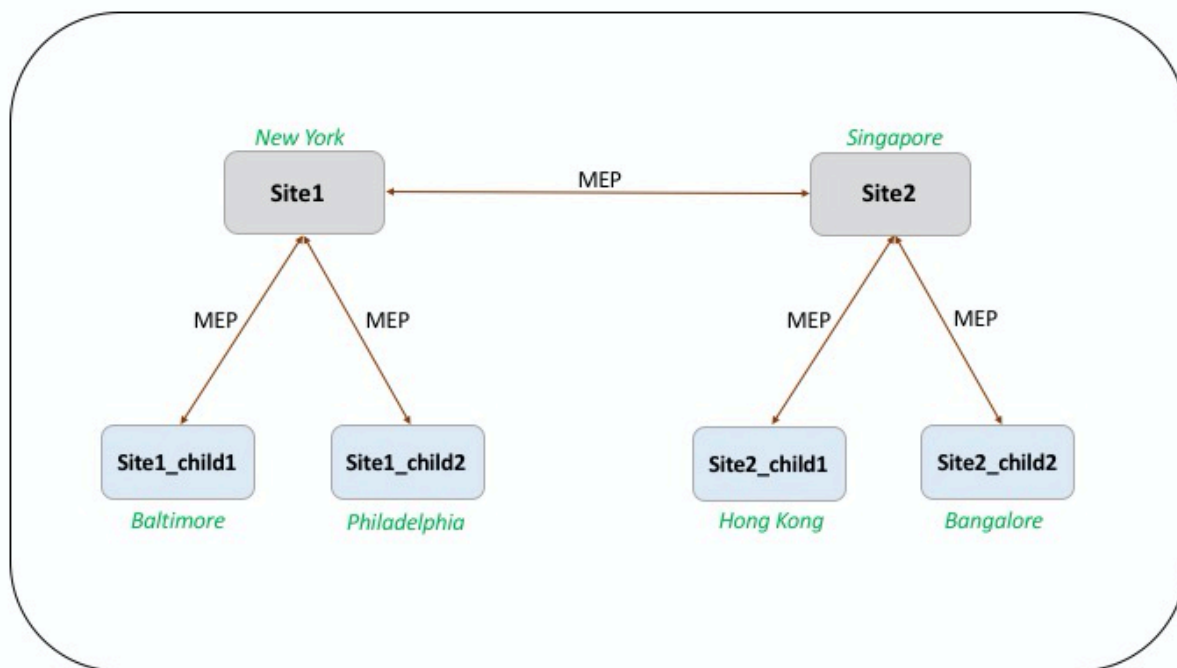 New York
Site1
MEP
Singapore
Site2
MEP
MEP
MEP
MEP
Site1_child1
Site1_child2
Site2_child1
Site2_child2
Baltimore
Philadelphia
Hong Kong
Bangalore